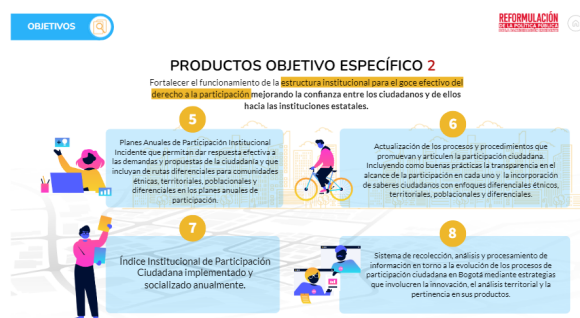 OBJETIVOS
REFORMULACIÓN
DE LA POLÍTICA PÚBLICA
PRODUCTOS OBJETIVO ESPECÍFICO 2
Fortalecer el funcionamiento de la estructura institucional para el goce efectivo del
derecho a la participación mejorando la confianza entre los ciudadanos y de ellos
hacia las instituciones estatales.
5
Planes Anuales de Participación Institucional
Incidente que permitan dar respuesta efectiva a
las demandas y propuestas de la ciudadanía y que
incluyan de rutas diferenciales para comunidades
étnicas, territoriales, poblacionales y
diferenciales en los planes anuales de
participación.
6
Actualización de los procesos y procedimientos que
promuevan y articulen la participación ciudadana.
Incluyendo como buenas prácticas la transparencia en el
alcance de la participación en cada uno y la incorporación
de saberes ciudadanos con enfoques diferenciales étnicos,
territoriales, poblacionales y diferenciales.
7
Índice Institucional de Participación
Ciudadana implementado y
socializado anualmente.
8
Sistema de recolección, análisis y procesamiento de
información en torno a la evolución de los procesos de
participación ciudadana en Bogotá mediante estrategias
que involucren la innovación, el análisis territorial y la
pertinencia en sus productos.